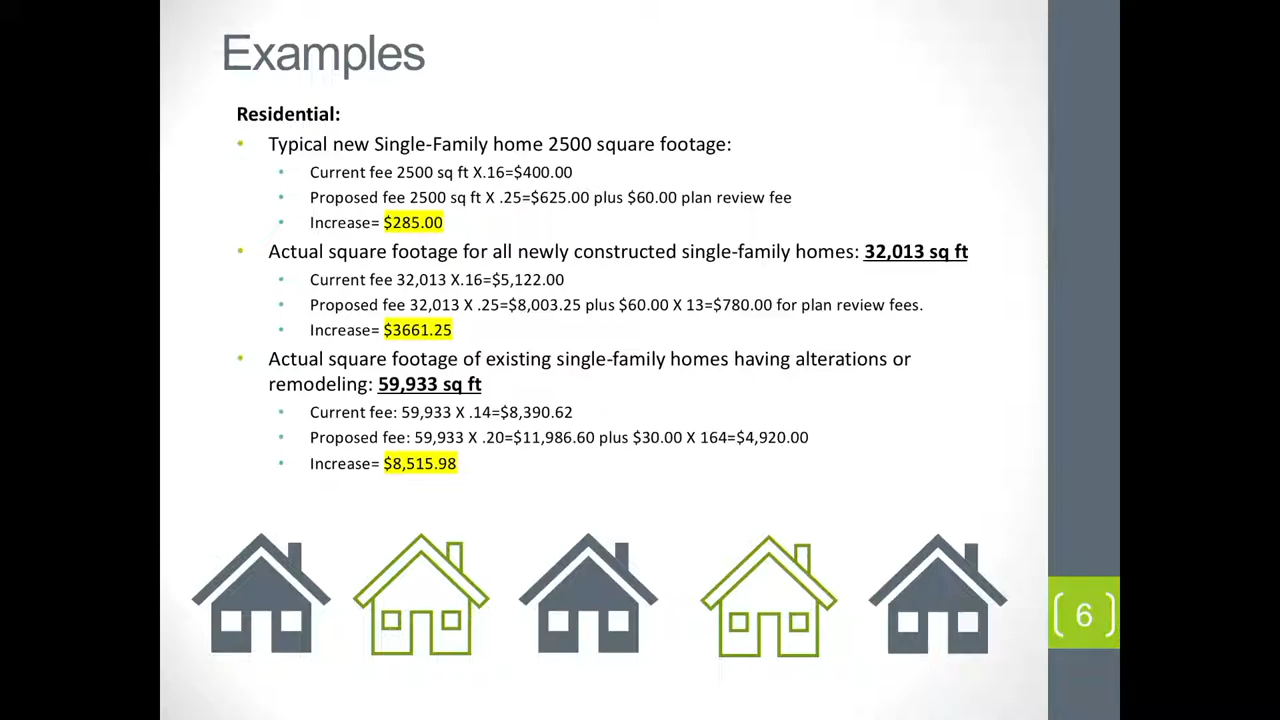 Examples
Residential:
• Typical new Single-Family home 2500 square footage:
• Current fee 2500 sq ft X.16=$400.00
• Proposed fee 2500 sq ft X .25=$625.00 plus $60.00 plan review fee
• Increase= $285.00
• Actual square footage for all newly constructed single-family homes: 32,013 sq ft
• Current fee 32,013 X.16=$5,122.00
• Proposed fee 32,013 X .25=$8,003.25 plus $60.00 X 13=$780.00 for plan review fees.
• Increase= $3661.25
• Actual square footage of existing single-family homes having alterations or
remodeling: 59,933 sq ft
• Current fee: 59,933 X .14=$8,390.62
• Proposed fee: 59,933 X .20=$11,986.60 plus $30.00 X 164=$4,920.00
• Increase= $8,515.98
6